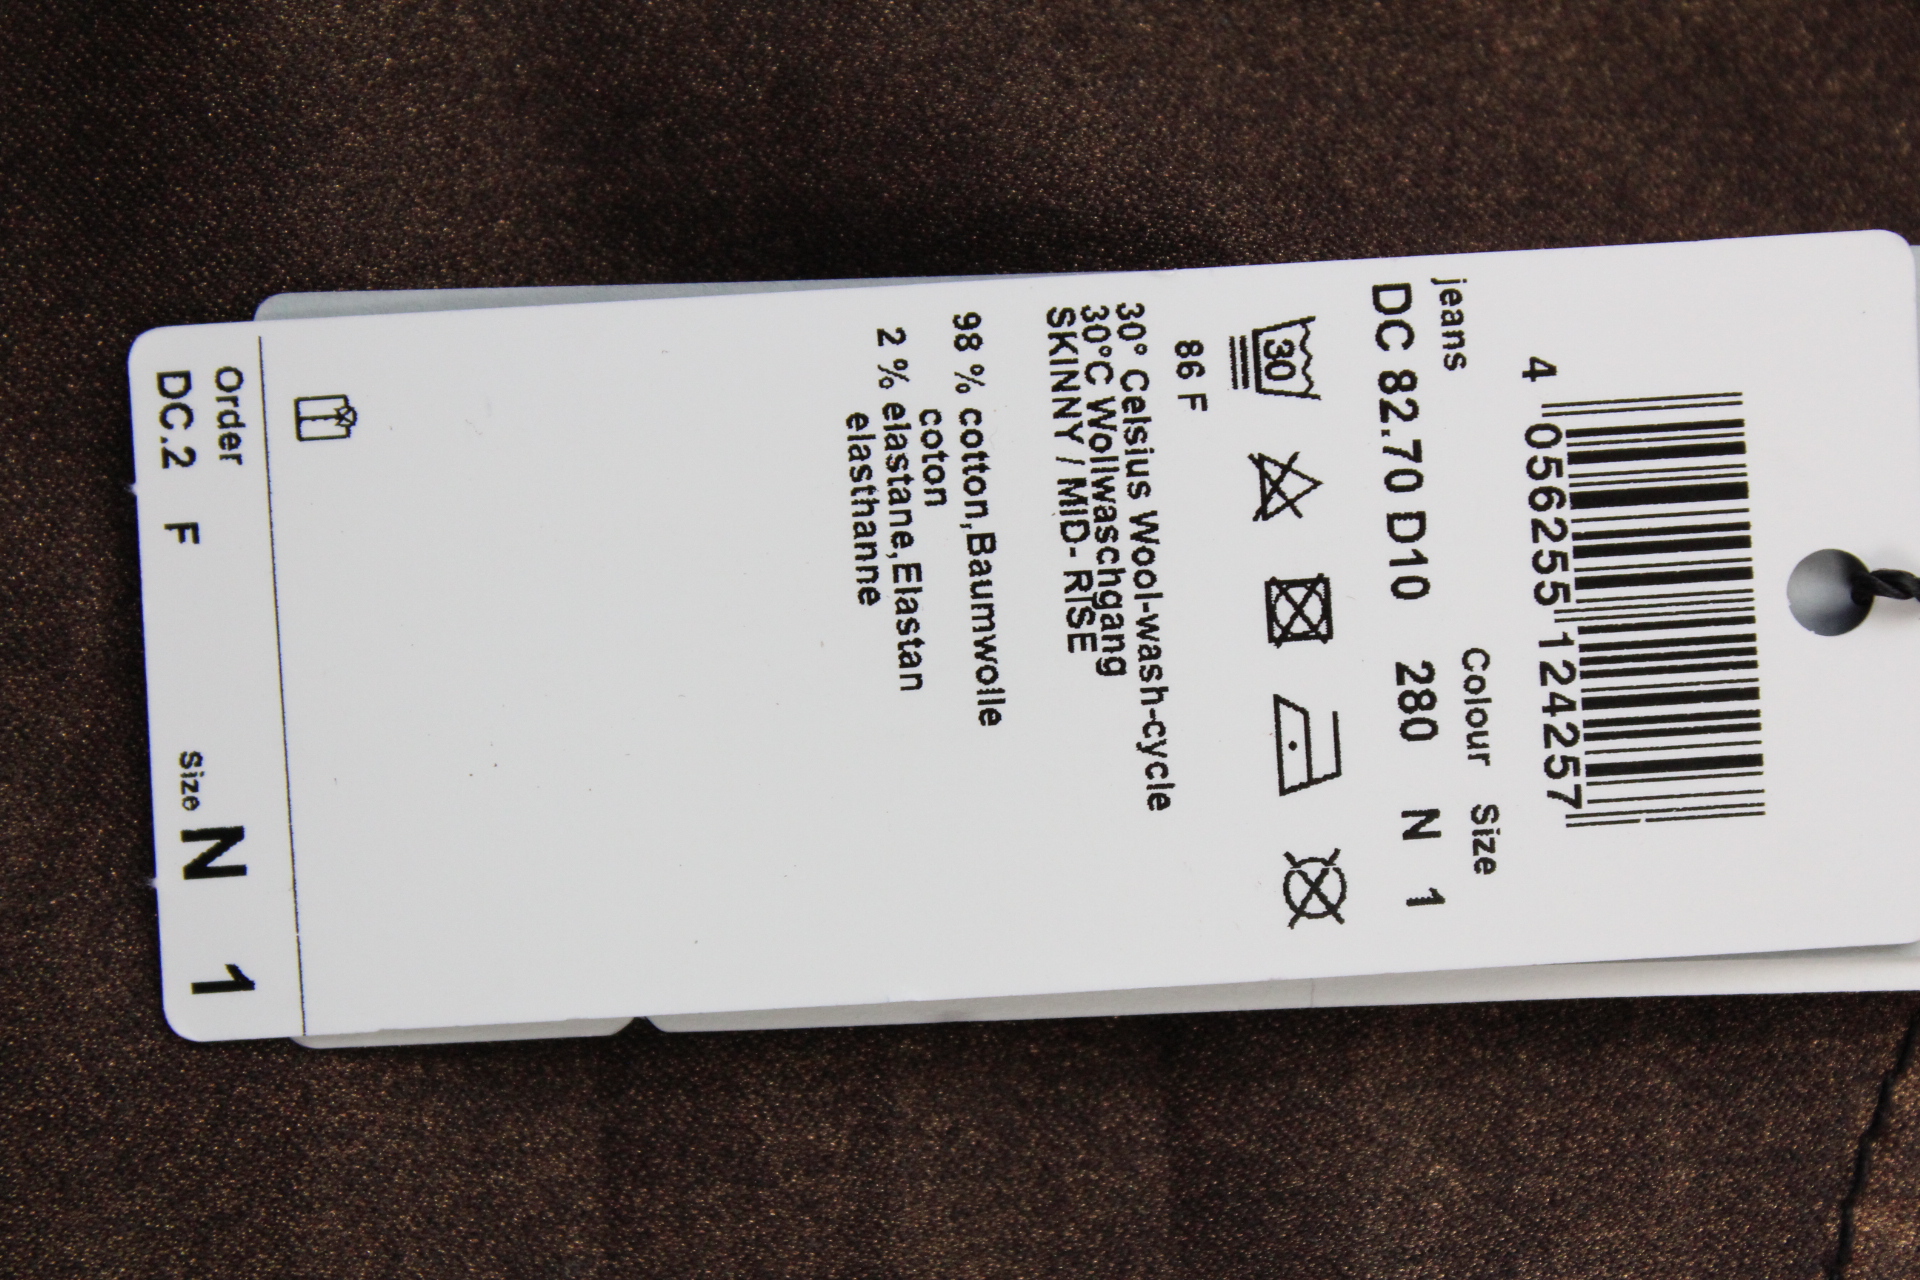 4 056255 124257
jeans Colour Size
DC 82.70 D10 280 N 1
30
86 F
30° Celsius Wool-wash-cycle
30°C Wollwaschgang
SKINNY / MID- RISE
98 % cotton,Baumwolle
coton
2 % elastane,Elastan
elasthanne
Order
DC.2 F Size N 1